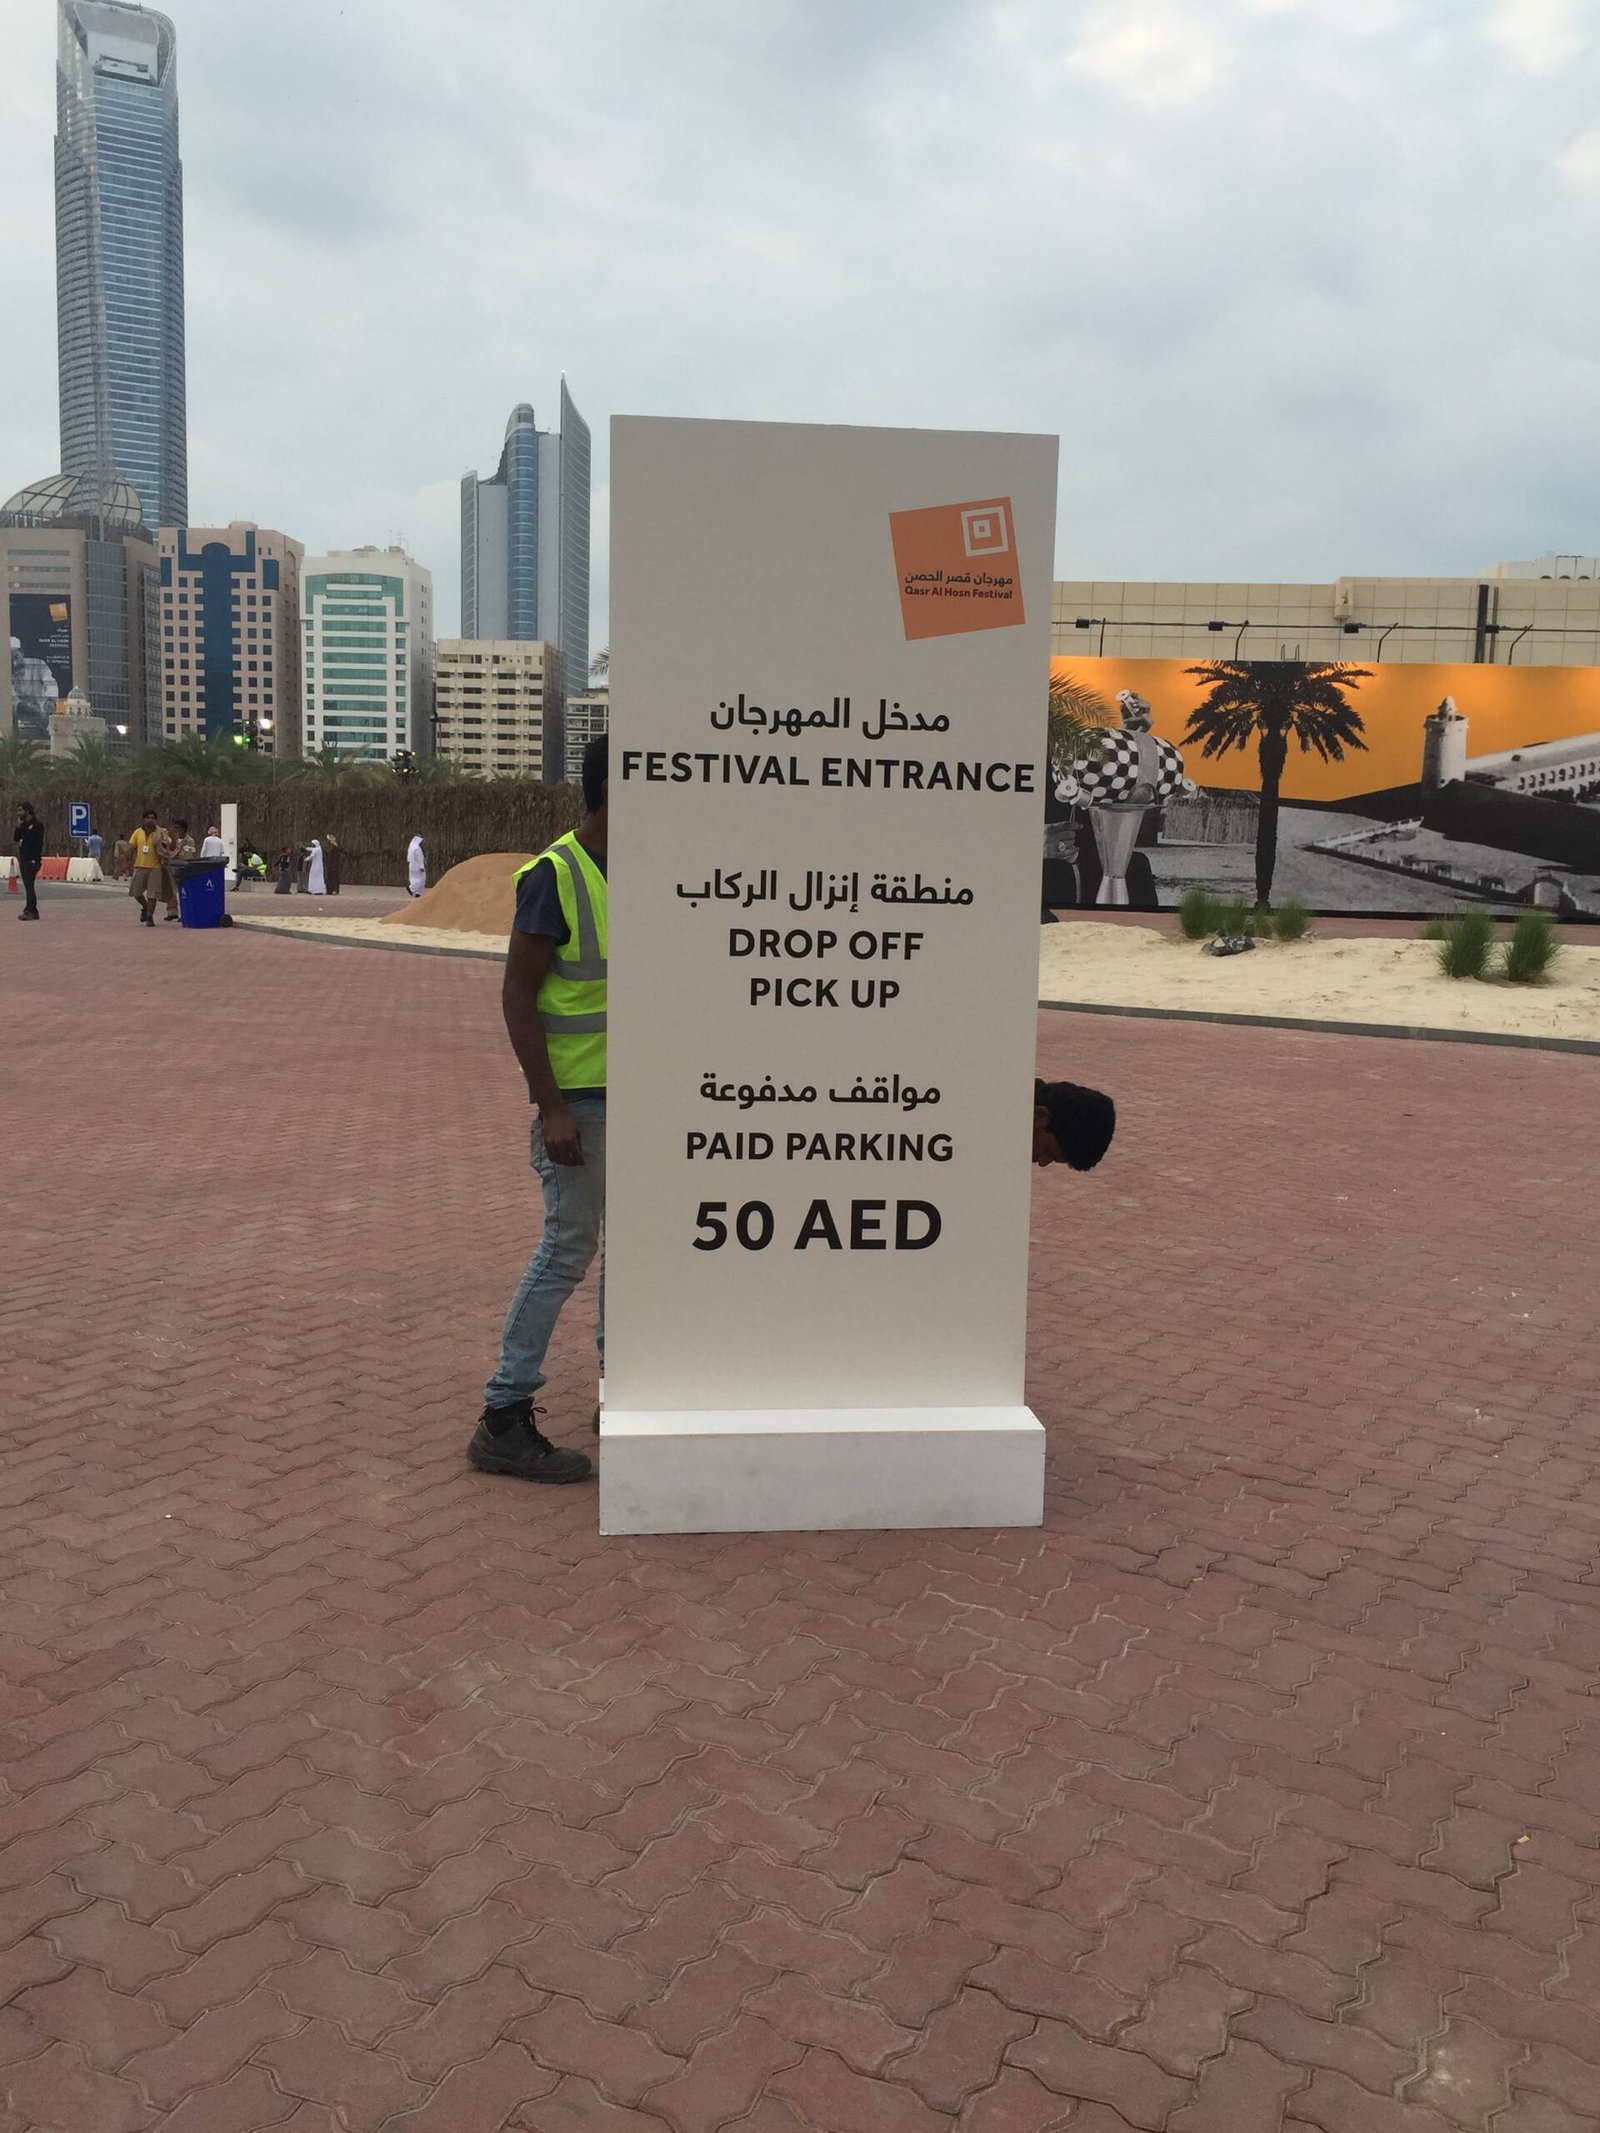 مهرجان قصر الحصن
Qasr Al Hosn Festival
مدخل المهرجان
FESTIVAL ENTRANCE
منطقة إنزال الركاب
DROP OFF
PICK UP
مواقف مدفوعة
PAID PARKING
50 AED
P